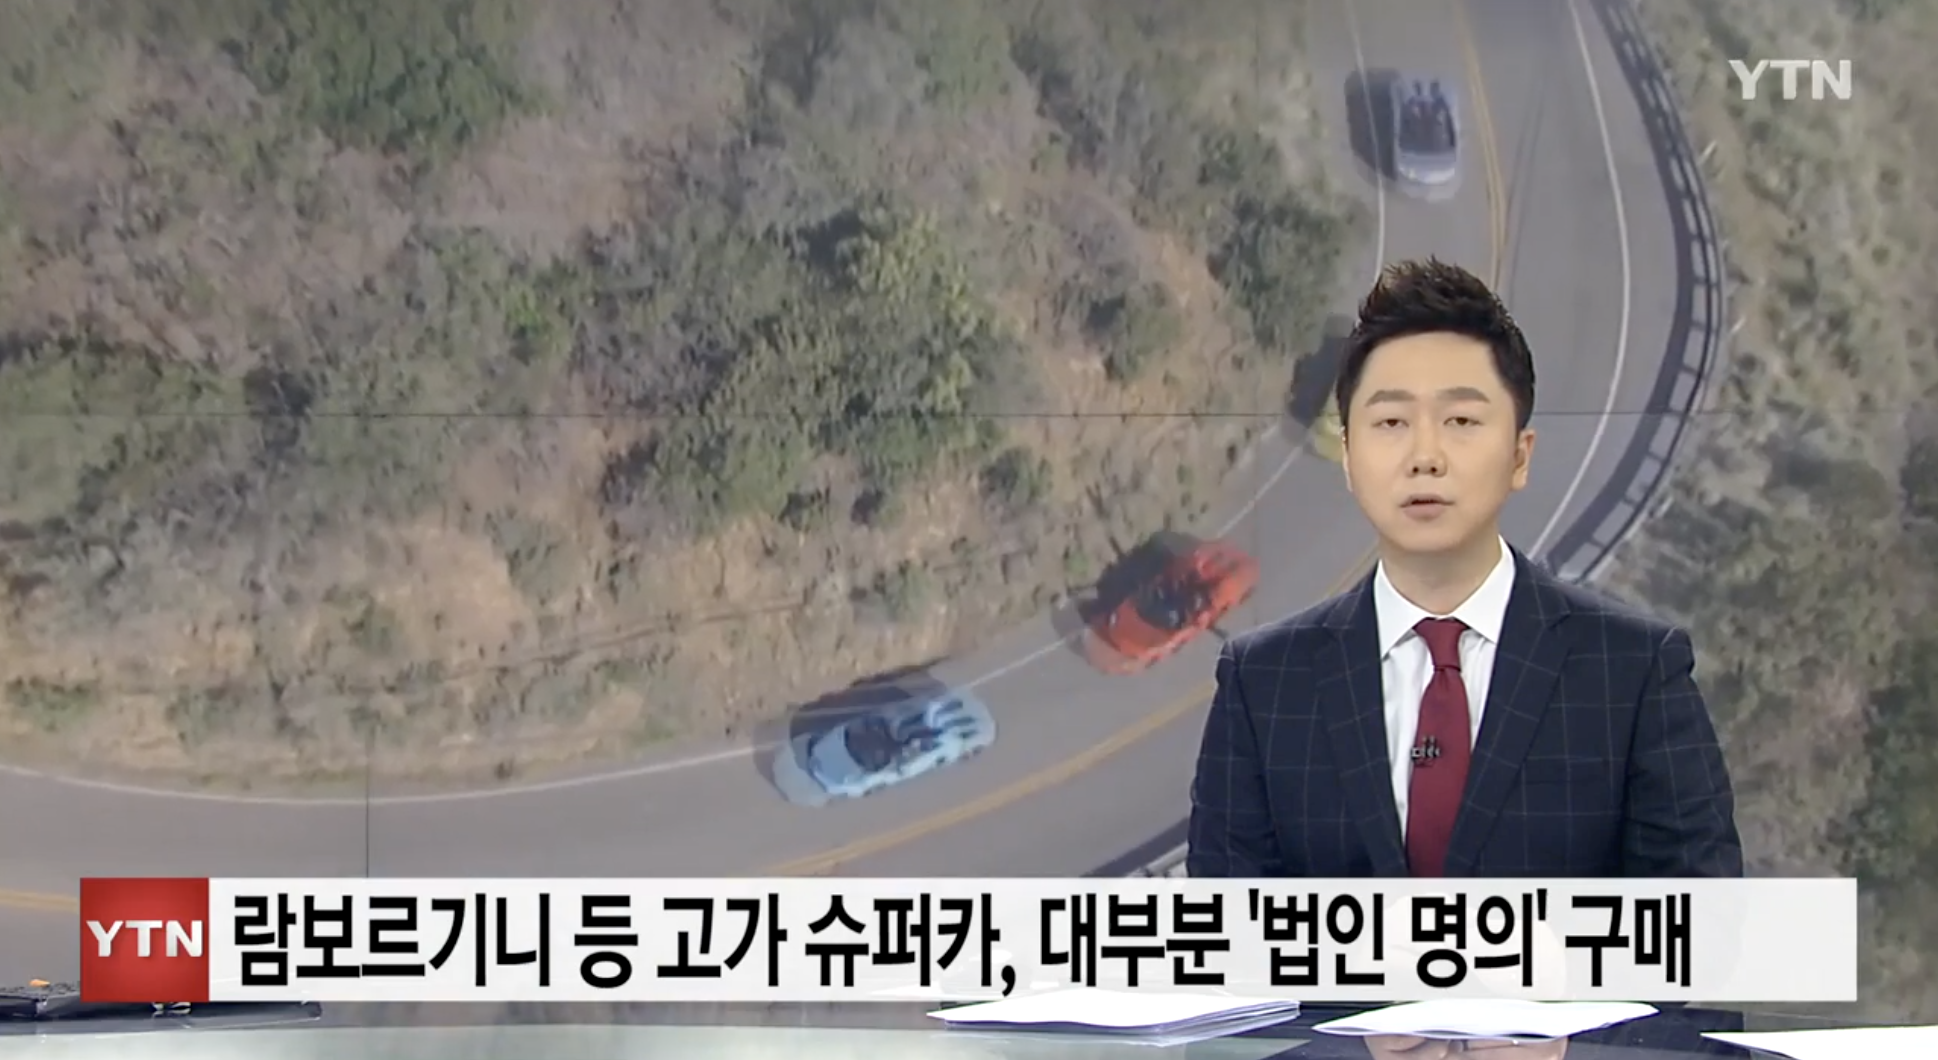 YTN
YTN 람보르기니 등 고가 슈퍼카, 대부분 '법인 명의' 구매